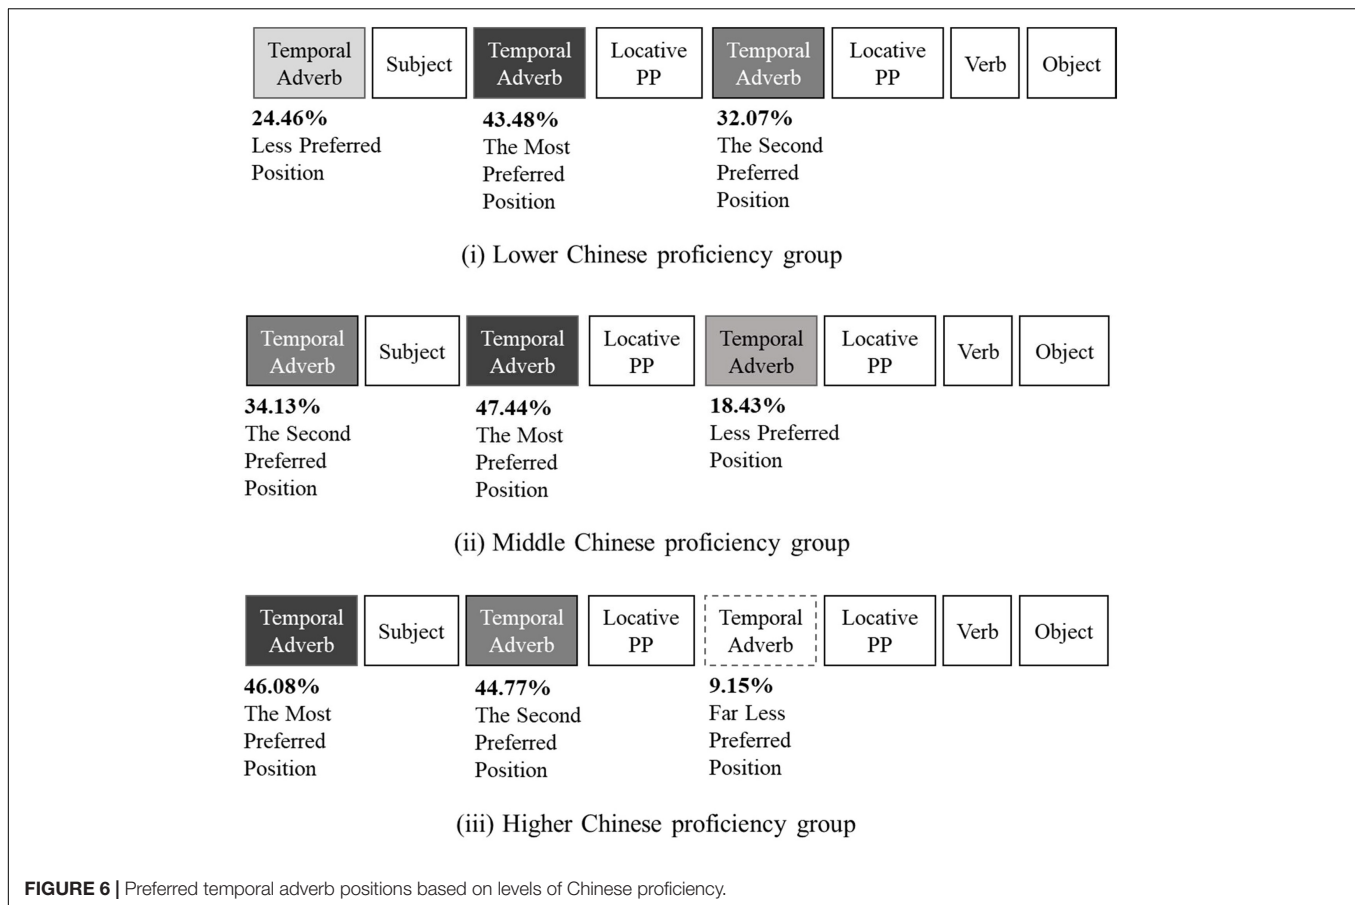 Temporal Adverb Subject Temporal Adverb Locative PP Temporal Adverb Locative PP Verb Object
24.46% 43.48% 32.07%
Less Preferred The Most The Second
Position Preferred Preferred
Position Position
(i) Lower Chinese proficiency group
Temporal Adverb Subject Temporal Adverb Locative PP Temporal Adverb Locative PP Verb Object
34.13% 47.44% 18.43%
The Second The Most Less Preferred
Preferred Preferred Position
Position Position
(ii) Middle Chinese proficiency group
Temporal Adverb Subject Temporal Adverb Locative PP Temporal Adverb Locative PP Verb Object
46.08% 44.77% 9.15%
The Most The Second Far Less
Preferred Preferred Preferred
Position Position Position
(iii) Higher Chinese proficiency group
FIGURE 6 | Preferred temporal adverb positions based on levels of Chinese proficiency.